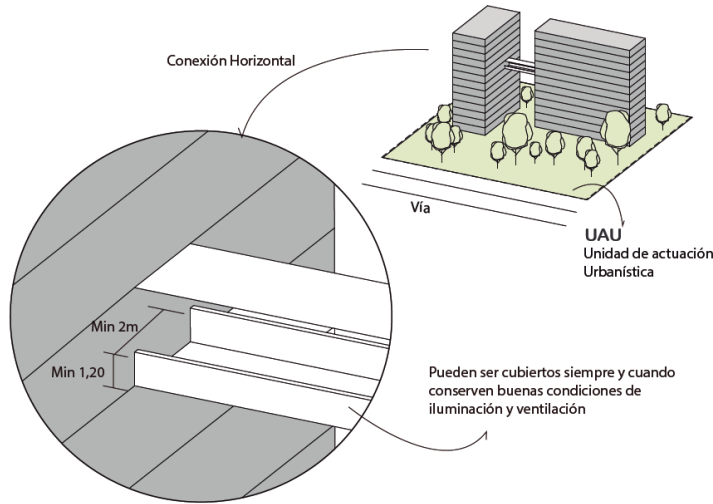 Conexión Horizontal
Vía
UAU
Unidad de actuación
Urbanística
Min 2m
Min 1,20
Pueden ser cubiertos siempre y cuando
conserven buenas condiciones de
iluminación y ventilación